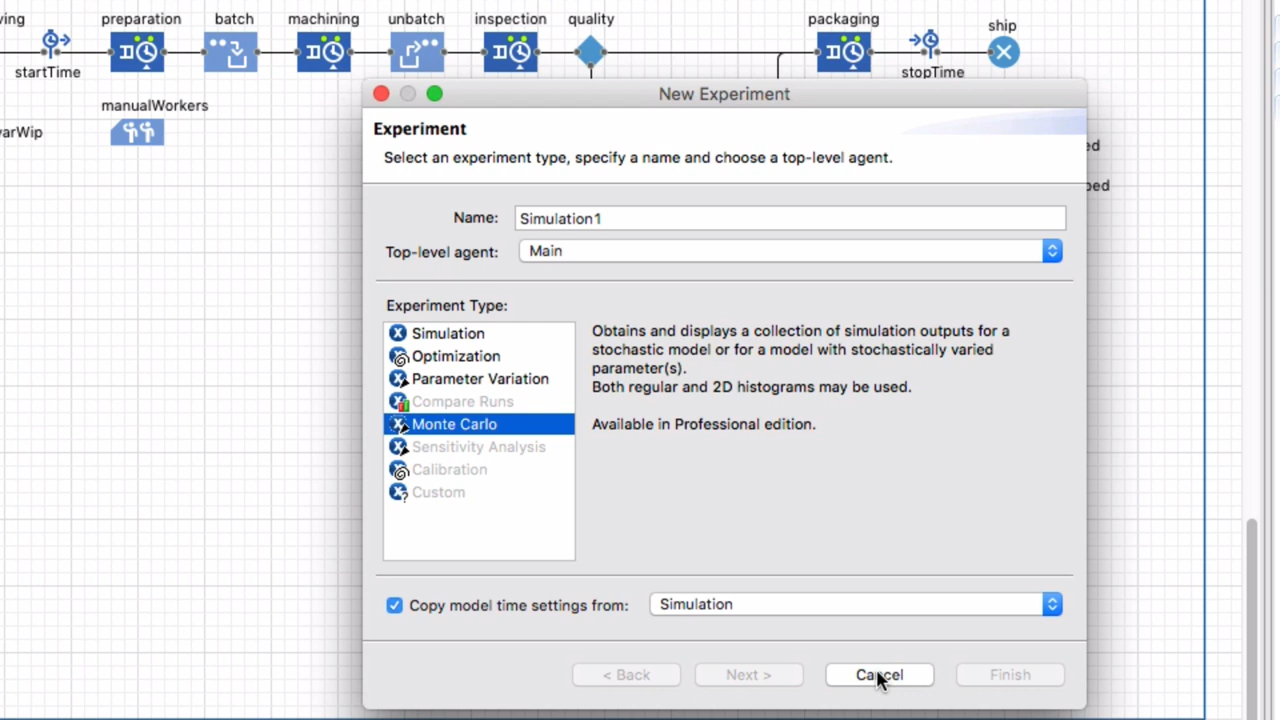 ving
preparation
batch
machining
unbatch
inspection
quality
packaging
ship
startTime
stopTime
manualWorkers
varWip
New Experiment
Experiment
Select an experiment type, specify a name and choose a top-level agent.
ed
ped
Name: Simulation1
Top-level agent: Main
Experiment Type:
Simulation
Optimization
Parameter Variation
Compare Runs
Monte Carlo
Sensitivity Analysis
Calibration
Custom
Obtains and displays a collection of simulation outputs for a
stochastic model or for a model with stochastically varied
parameter(s).
Both regular and 2D histograms may be used.
Available in Professional edition.
Copy model time settings from: Simulation
< Back
Next >
Cancel
Finish